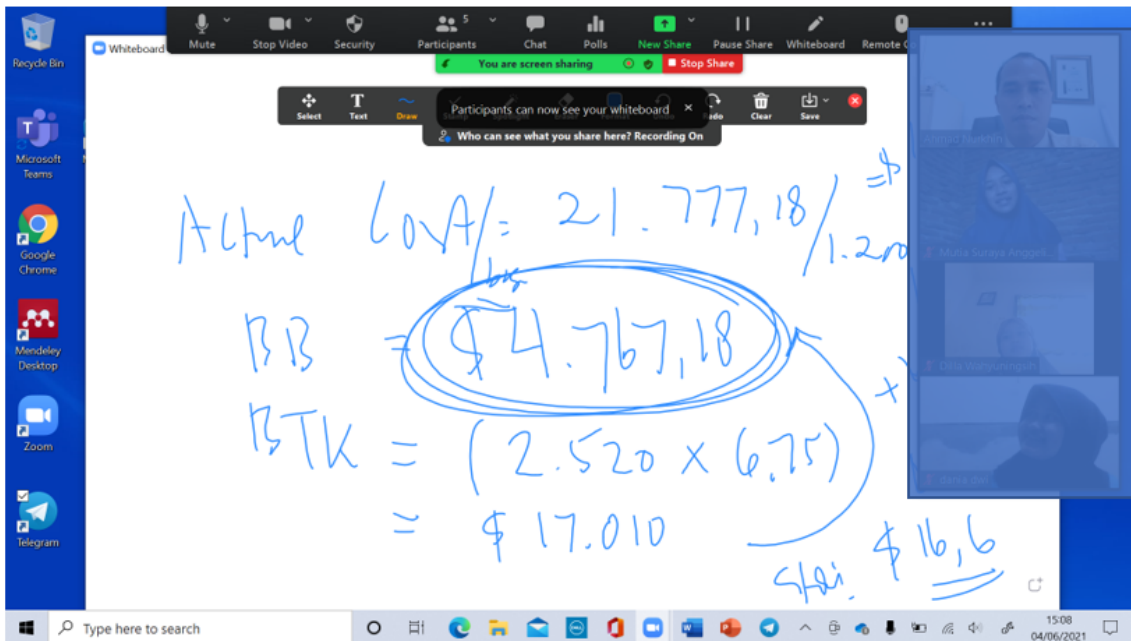 Recycle Bin
Microsoft Teams
Google Chrome
Mendeley Desktop
Zoom
Telegram
Whiteboard
Mute
Stop Video
Security
Participants 5
Chat
Polls
New Share
Pause Share
Whiteboard
You are screen sharing
Stop Share
Select
Text
Draw
Participants can now see your whiteboard
Clear
Save
Who can see what you share here? Recording On
= 21.777,18/
= $
BB = $4.767,18
BTK = (2.520 x 6,75)
= $ 17.010
$ 16,6
Type here to search
15:08
04/06/2021